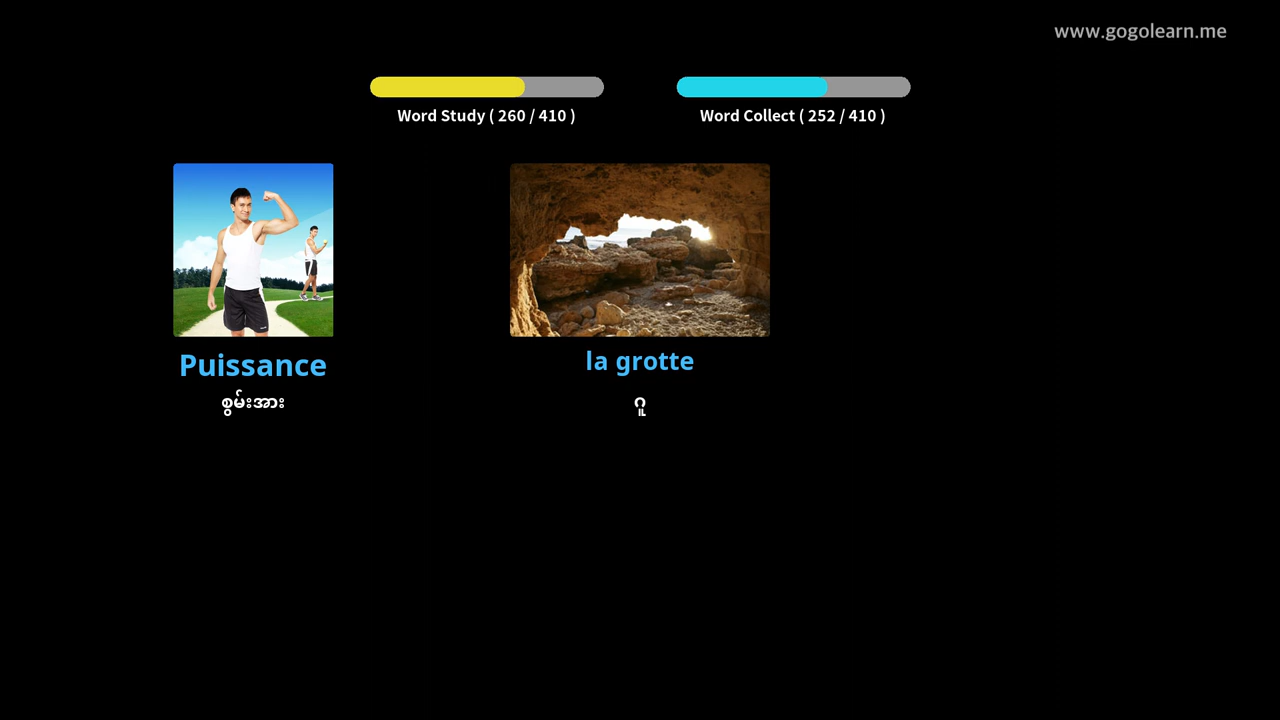 www.gogolearn.me
Word Study ( 260 / 410 )
Word Collect ( 252 / 410 )
Puissance
စွမ်းအား
la grotte
ဂူ